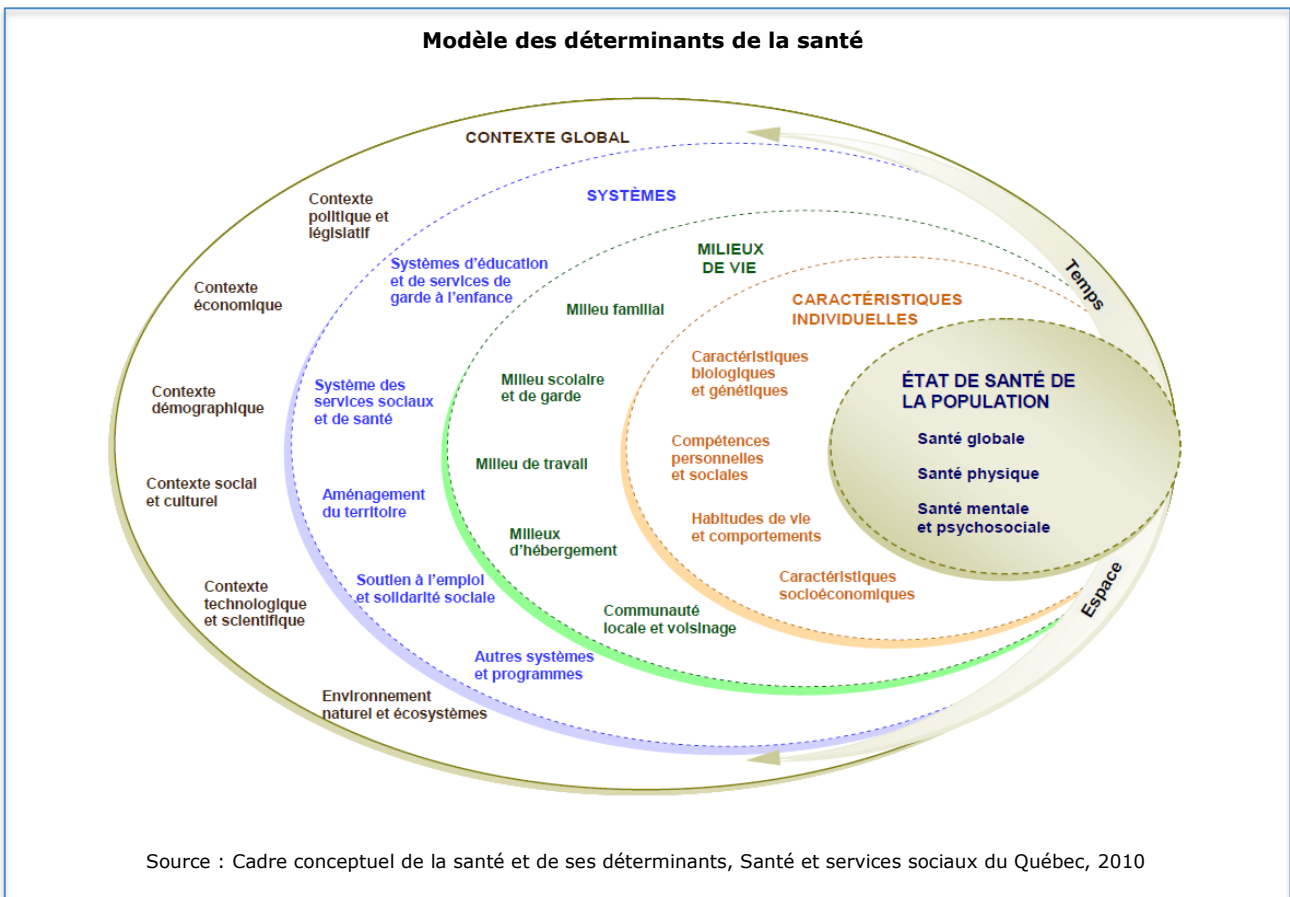 Modèle des déterminants de la santé
CONTEXTE GLOBAL
Contexte
politique et
législatif
Contexte
économique
Contexte
démographique
Contexte social
et culturel
Contexte
technologique
et scientifique
Environnement
naturel et écosystèmes
SYSTÈMES
Systèmes d'éducation
et de services de
garde à l'enfance
Système des
services sociaux
et de santé
Aménagement
du territoire
Soutien à l'emploi
et solidarité sociale
Autres systèmes
et programmes
MILIEUX
DE VIE
Milieu familial
Milieu scolaire
et de garde
Milieu de travail
Milieux
d'hébergement
Communauté
locale et voisinage
CARACTÉRISTIQUES
INDIVIDUELLES
Caractéristiques
biologiques
et génétiques
Compétences
personnelles
et sociales
Habitudes de vie
et comportements
Caractéristiques
socioéconomiques
Temps
ÉTAT DE SANTÉ DE
LA POPULATION
Santé globale
Santé physique
Santé mentale
et psychosociale
Espace
Source : Cadre conceptuel de la santé et de ses déterminants, Santé et services sociaux du Québec, 2010